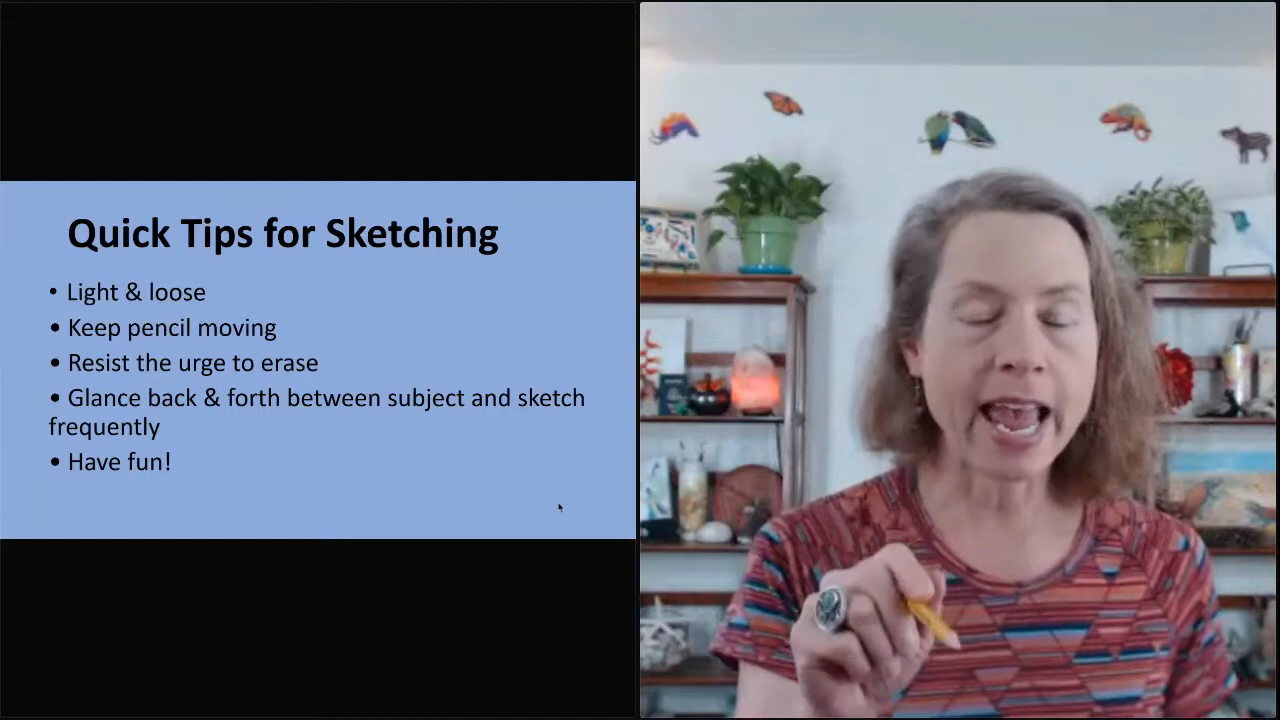 Quick Tips for Sketching
• Light & loose
• Keep pencil moving
• Resist the urge to erase
• Glance back & forth between subject and sketch
frequently
• Have fun!